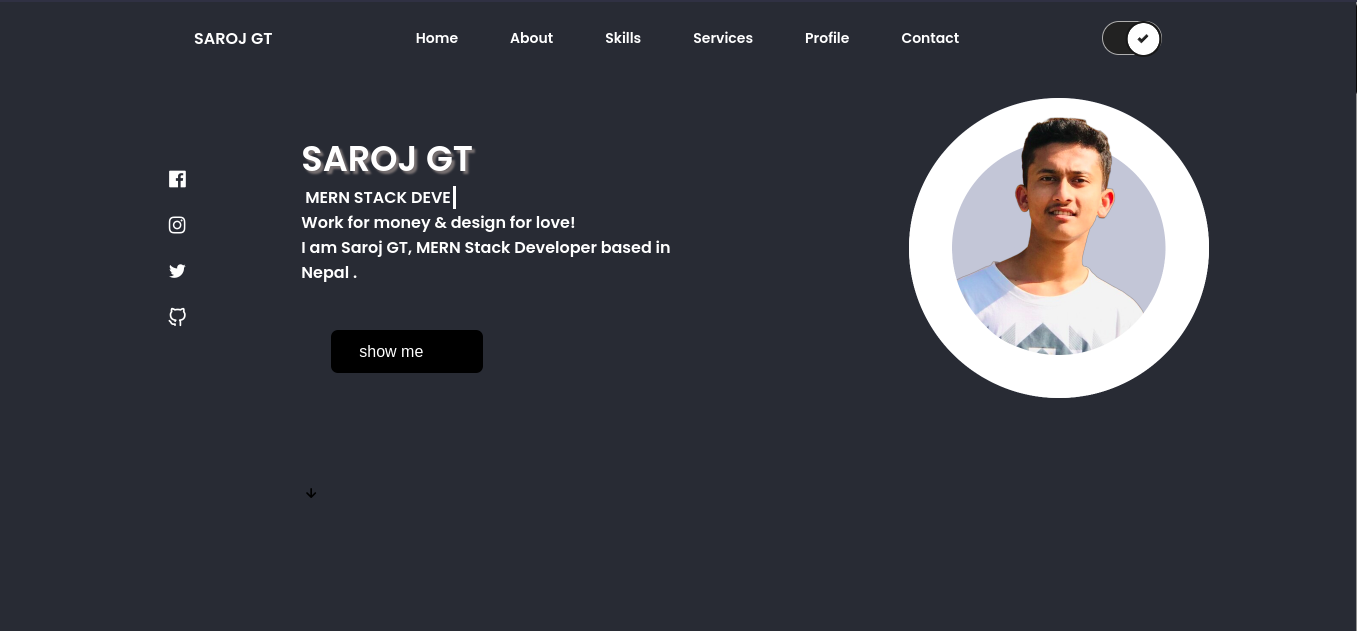 SAROJ GT
Home
About
Skills
Services
Profile
Contact
SAROJ GT
MERN STACK DEVE
Work for money & design for love!
I am Saroj GT, MERN Stack Developer based in
Nepal .
show me